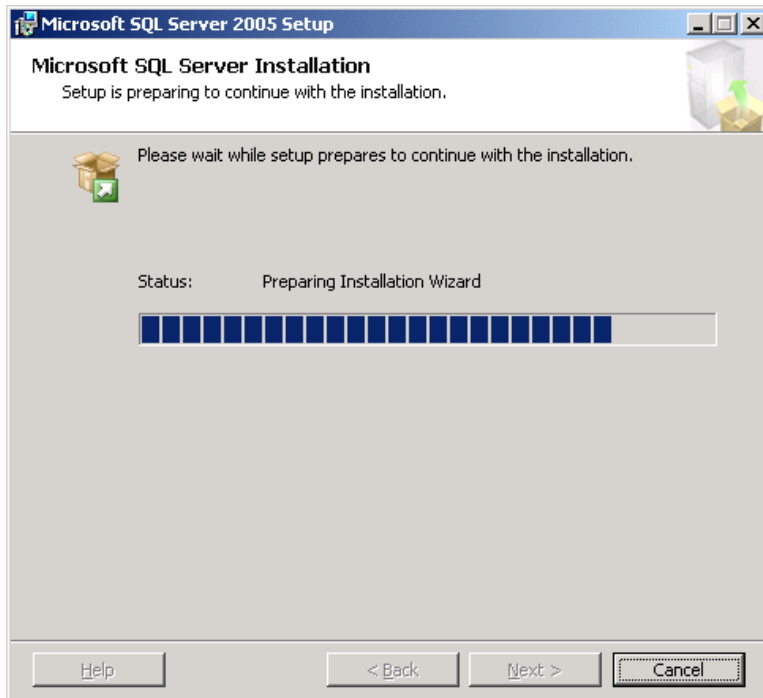 Microsoft SQL Server 2005 Setup
Microsoft SQL Server Installation
Setup is preparing to continue with the installation.
Please wait while setup prepares to continue with the installation.
Status: Preparing Installation Wizard
Help < Back Next > Cancel